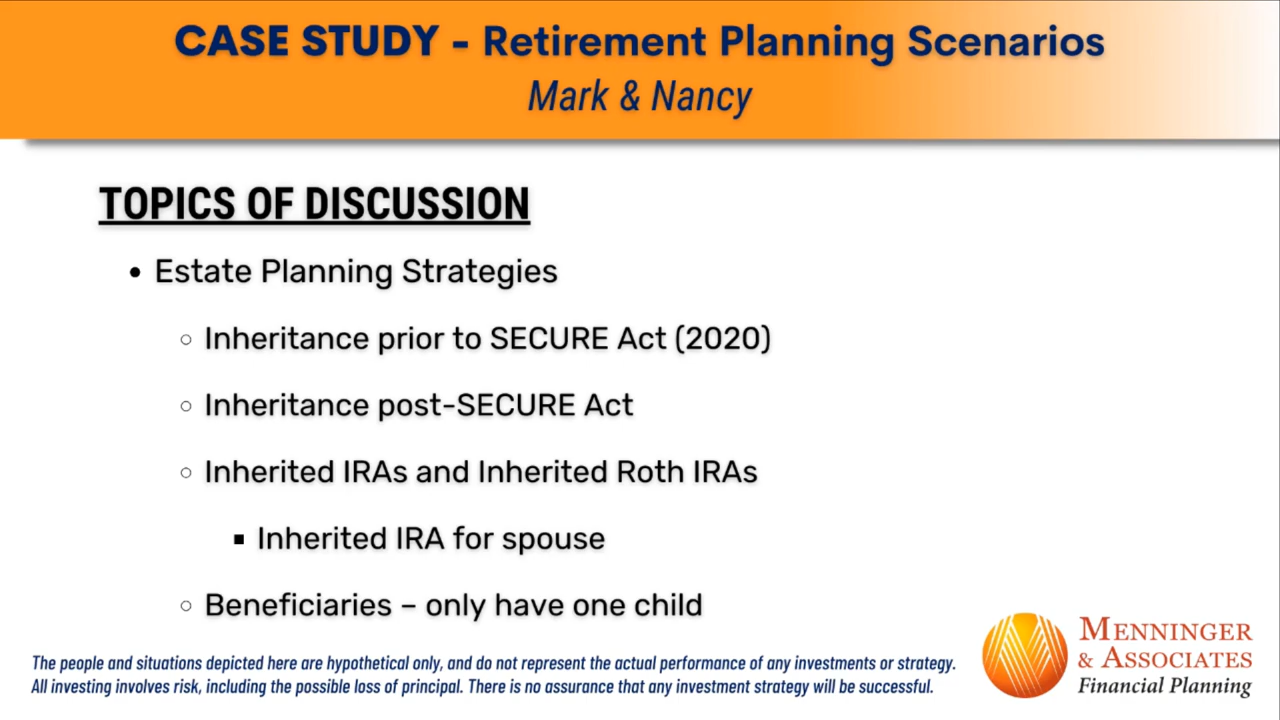 CASE STUDY - Retirement Planning Scenarios
Mark & Nancy
TOPICS OF DISCUSSION
• Estate Planning Strategies
○ Inheritance prior to SECURE Act (2020)
○ Inheritance post-SECURE Act
○ Inherited IRAs and Inherited Roth IRAs
▪ Inherited IRA for spouse
○ Beneficiaries – only have one child
The people and situations depicted here are hypothetical only, and do not represent the actual performance of any investments or strategy.
All investing involves risk, including the possible loss of principal. There is no assurance that any investment strategy will be successful.
MENNINGER
& ASSOCIATES
Financial Planning